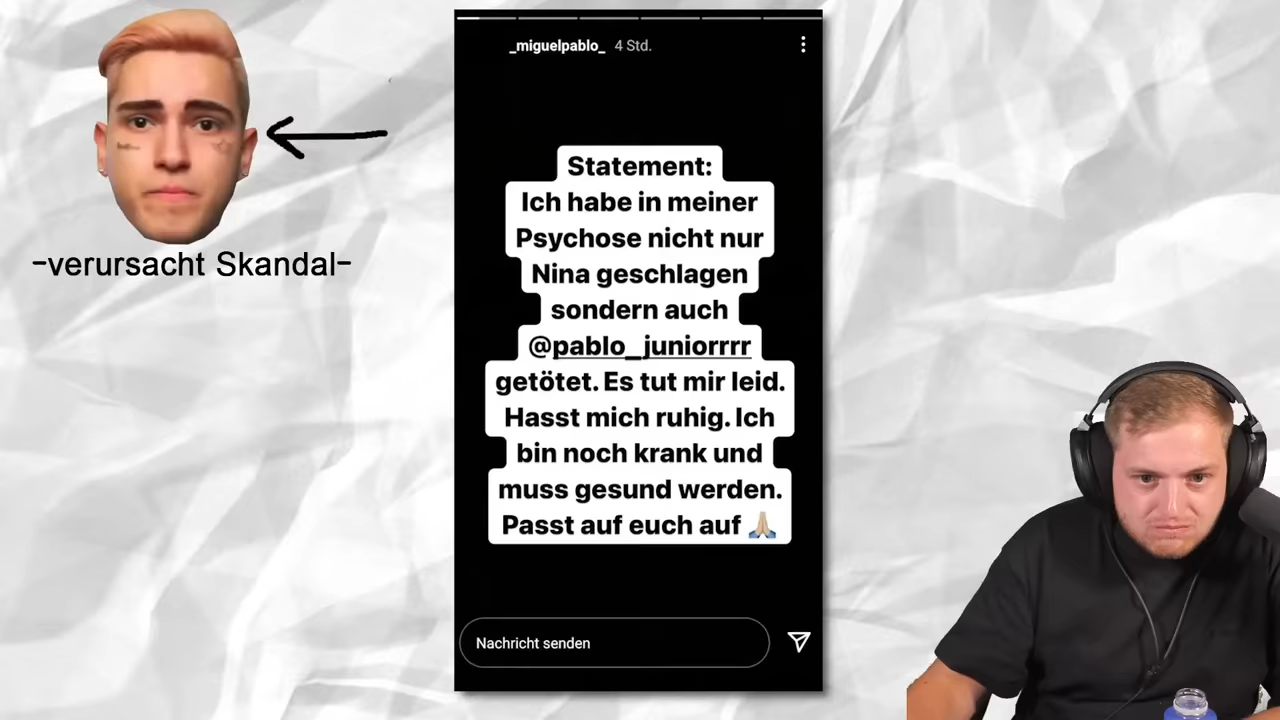 _miguelpablo_ 4 Std.
-verursacht Skandal-
Statement:
Ich habe in meiner
Psychose nicht nur
Nina geschlagen
sondern auch
@pablo_juniorrrr
getötet. Es tut mir leid.
Hasst mich ruhig. Ich
bin noch krank und
muss gesund werden.
Passt auf euch auf 🙏🏼
Nachricht senden